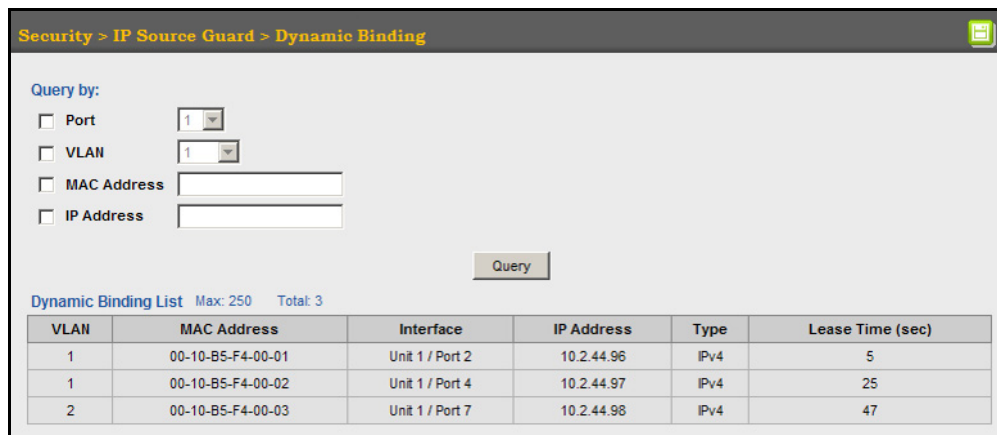 Security > IP Source Guard > Dynamic Binding
Query by:
Port 1
VLAN 1
MAC Address
IP Address
Query
Dynamic Binding List Max: 250 Total: 3
VLAN MAC Address Interface IP Address Type Lease Time (sec)
1 00-10-B5-F4-00-01 Unit 1 / Port 2 10.2.44.96 IPv4 5
1 00-10-B5-F4-00-02 Unit 1 / Port 4 10.2.44.97 IPv4 25
2 00-10-B5-F4-00-03 Unit 1 / Port 7 10.2.44.98 IPv4 47